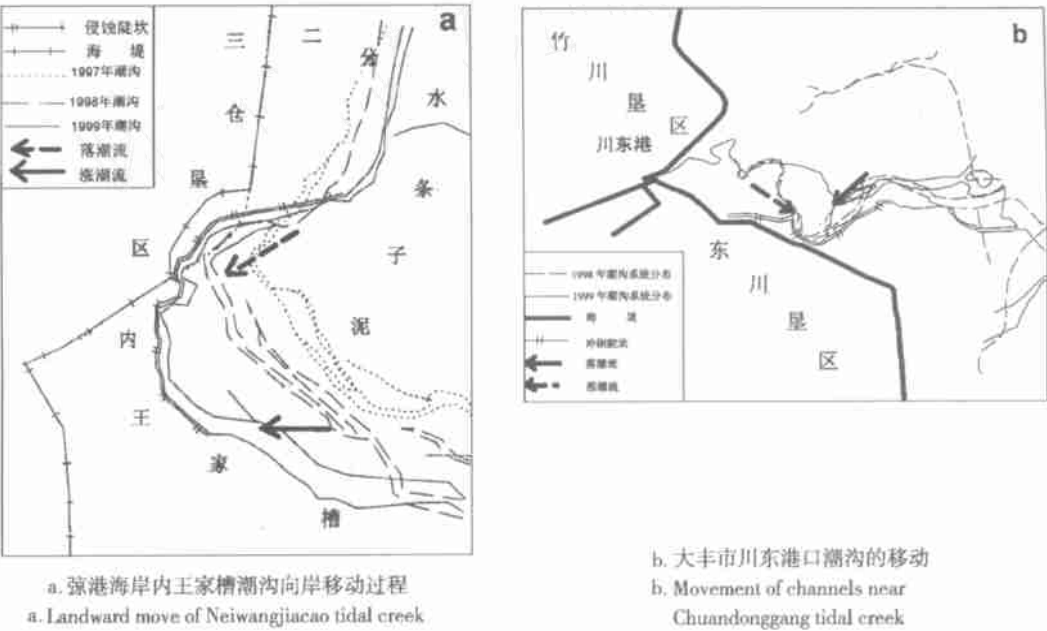 a
侵蚀陡坎
海 堤
1997年潮沟
1998年潮沟
1999年潮沟
落潮流
涨潮流
三仓垦区
二分水
条子泥
内王家槽
a. 弶港海岸内王家槽潮沟向岸移动过程
a. Landward move of Neiwangjiacao tidal creek
b
竹川垦区
川东港
东川垦区
1998 年潮沟系统分布
1999 年潮沟系统分布
海 堤
落潮流
b. 大丰市川东港口潮沟的移动
b. Movement of channels near
Chuandonggang tidal creek